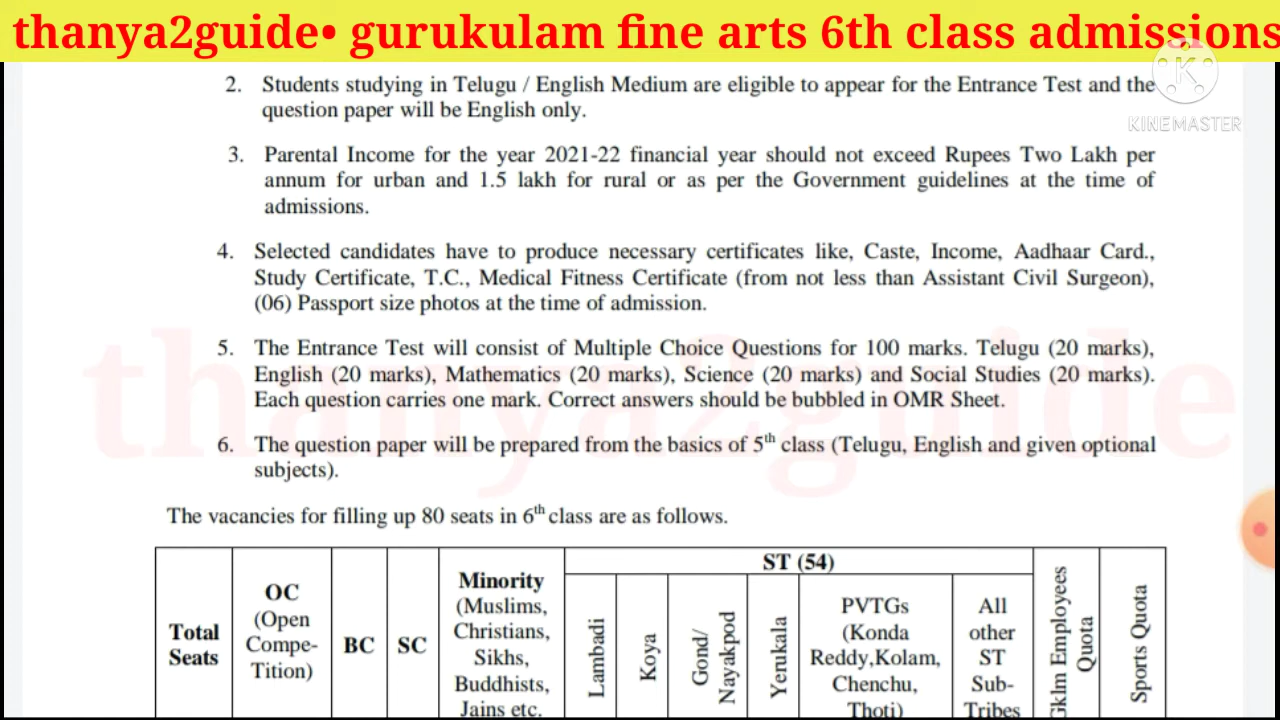 thanya2guide• gurukulam fine arts 6th class admissions
KINEMASTER
2. Students studying in Telugu / English Medium are eligible to appear for the Entrance Test and the
question paper will be English only.
3. Parental Income for the year 2021-22 financial year should not exceed Rupees Two Lakh per
annum for urban and 1.5 lakh for rural or as per the Government guidelines at the time of
admissions.
4. Selected candidates have to produce necessary certificates like, Caste, Income, Aadhaar Card.,
Study Certificate, T.C., Medical Fitness Certificate (from not less than Assistant Civil Surgeon),
(06) Passport size photos at the time of admission.
5. The Entrance Test will consist of Multiple Choice Questions for 100 marks. Telugu (20 marks),
English (20 marks), Mathematics (20 marks), Science (20 marks) and Social Studies (20 marks).
Each question carries one mark. Correct answers should be bubbled in OMR Sheet.
thanya2guide
6. The question paper will be prepared from the basics of 5th class (Telugu, English and given optional
subjects).
The vacancies for filling up 80 seats in 6th class are as follows.
Total
Seats
OC
(Open
Compe-
Tition)
BC
SC
Minority
(Muslims,
Christians,
Sikhs,
Buddhists,
Jains etc.
ST (54)
Lambadi
Koya
Gond/
Nayakpod
Yerukala
PVTGs
(Konda
Reddy,Kolam,
Chenchu,
Thoti)
All
other
ST
Sub-
Tribes
Gklm Employees
Quota
Sports Quota